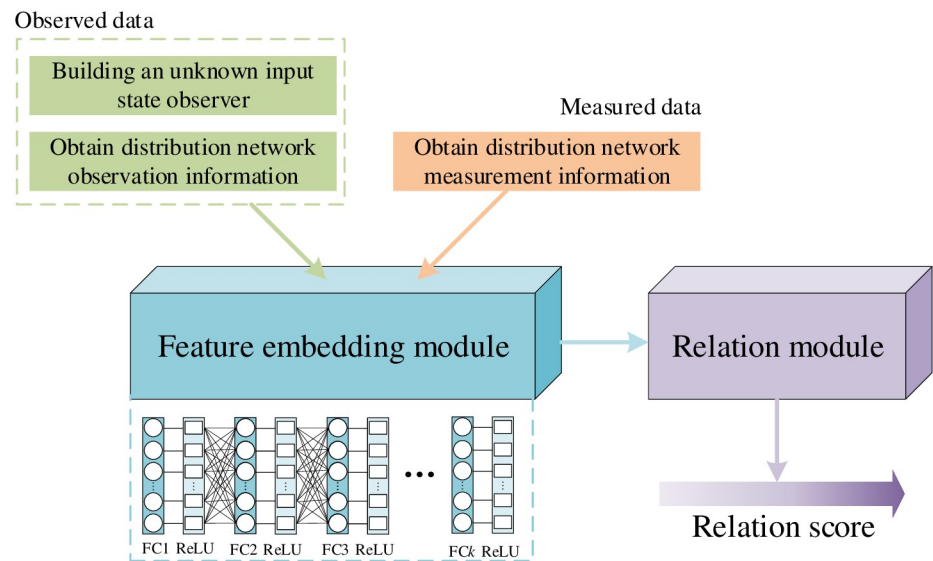 Observed data
Building an unknown input
state observer
Obtain distribution network
observation information
Measured data
Obtain distribution network
measurement information
Feature embedding module
Relation module
FC1 ReLU FC2 ReLU FC3 ReLU FCk ReLU
Relation score